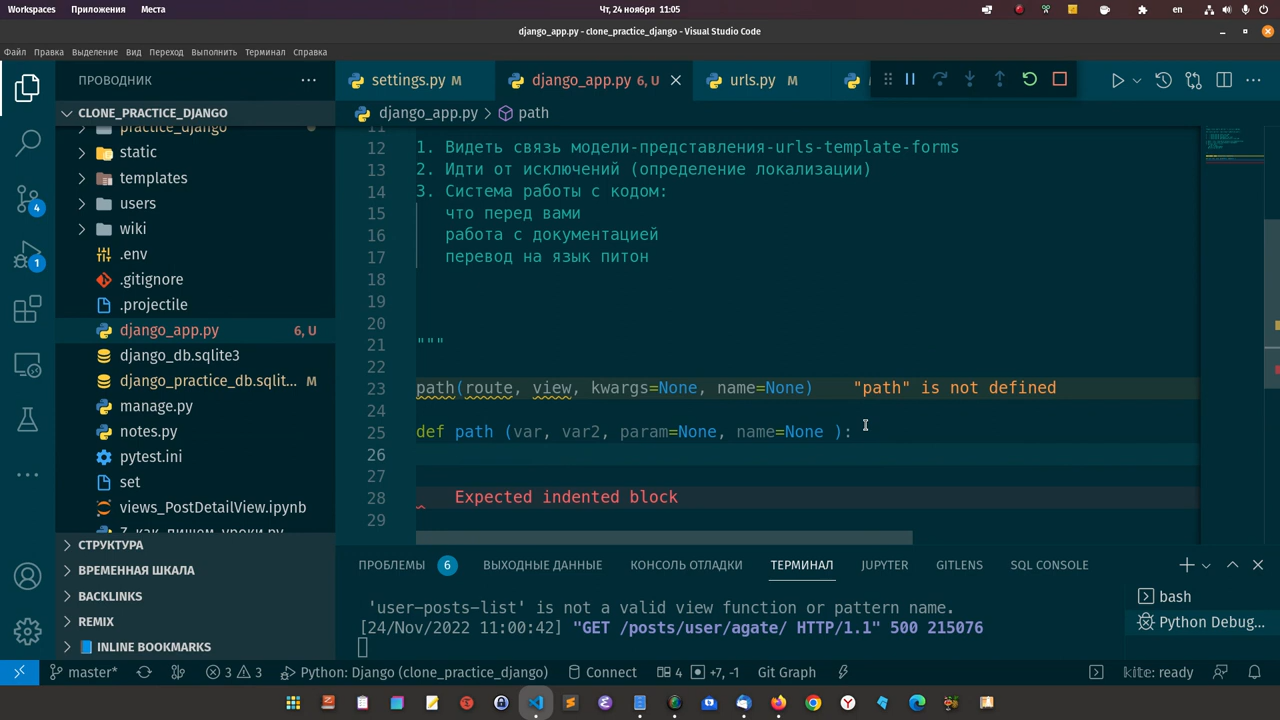 Workspaces Приложения Места Чт, 24 ноября 11:05 en
django_app.py - clone_practice_django - Visual Studio Code
Файл Правка Выделение Вид Переход Выполнить Терминал Справка
ПРОВОДНИК
settings.py M django_app.py 6, U urls.py M
CLONE_PRACTICE_DJANGO
django_app.py > path
practice_django
static
templates
users
wiki
.env
.gitignore
.projectile
django_app.py 6, U
django_db.sqlite3
django_practice_db.sqlit... M
manage.py
notes.py
pytest.ini
set
views_PostDetailView.ipynb
СТРУКТУРА
ВРЕМЕННАЯ ШКАЛА
BACKLINKS
REMIX
INLINE BOOKMARKS
4
1
11
12 1. Видеть связь модели-представления-urls-template-forms
13 2. Идти от исключений (определение локализации)
14 3. Система работы с кодом:
15 что перед вами
16 работа с документацией
17 перевод на язык питон
18
19
20
21 """
22
23 path(route, view, kwargs=None, name=None) "path" is not defined
24
25 def path (var, var2, param=None, name=None ):
26
27
28 Expected indented block
29
ПРОБЛЕМЫ 6 ВЫХОДНЫЕ ДАННЫЕ КОНСОЛЬ ОТЛАДКИ ТЕРМИНАЛ JUPYTER GITLENS SQL CONSOLE
'user-posts-list' is not a valid view function or pattern name.
[24/Nov/2022 11:00:42] "GET /posts/user/agate/ HTTP/1.1" 500 215076
bash
Python Debug...
master* 3 3 Python: Django (clone_practice_django) Connect 4 +7, -1 Git Graph kite: ready